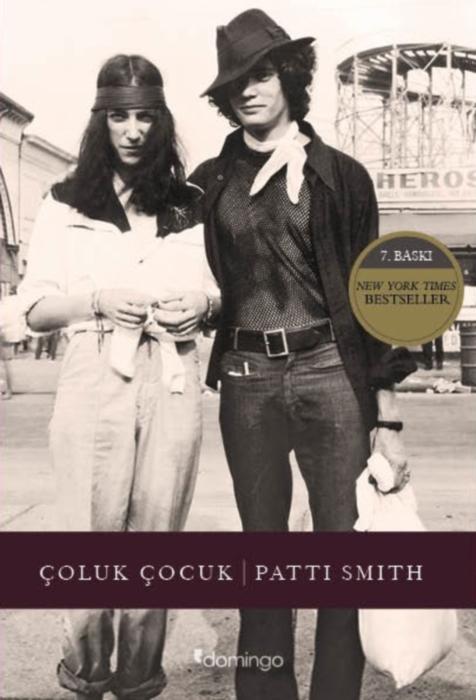 HEROS
7. BASKI
NEW YORK TIMES
BESTSELLER
ÇOLUK ÇOCUK | PATTI SMITH
domingo